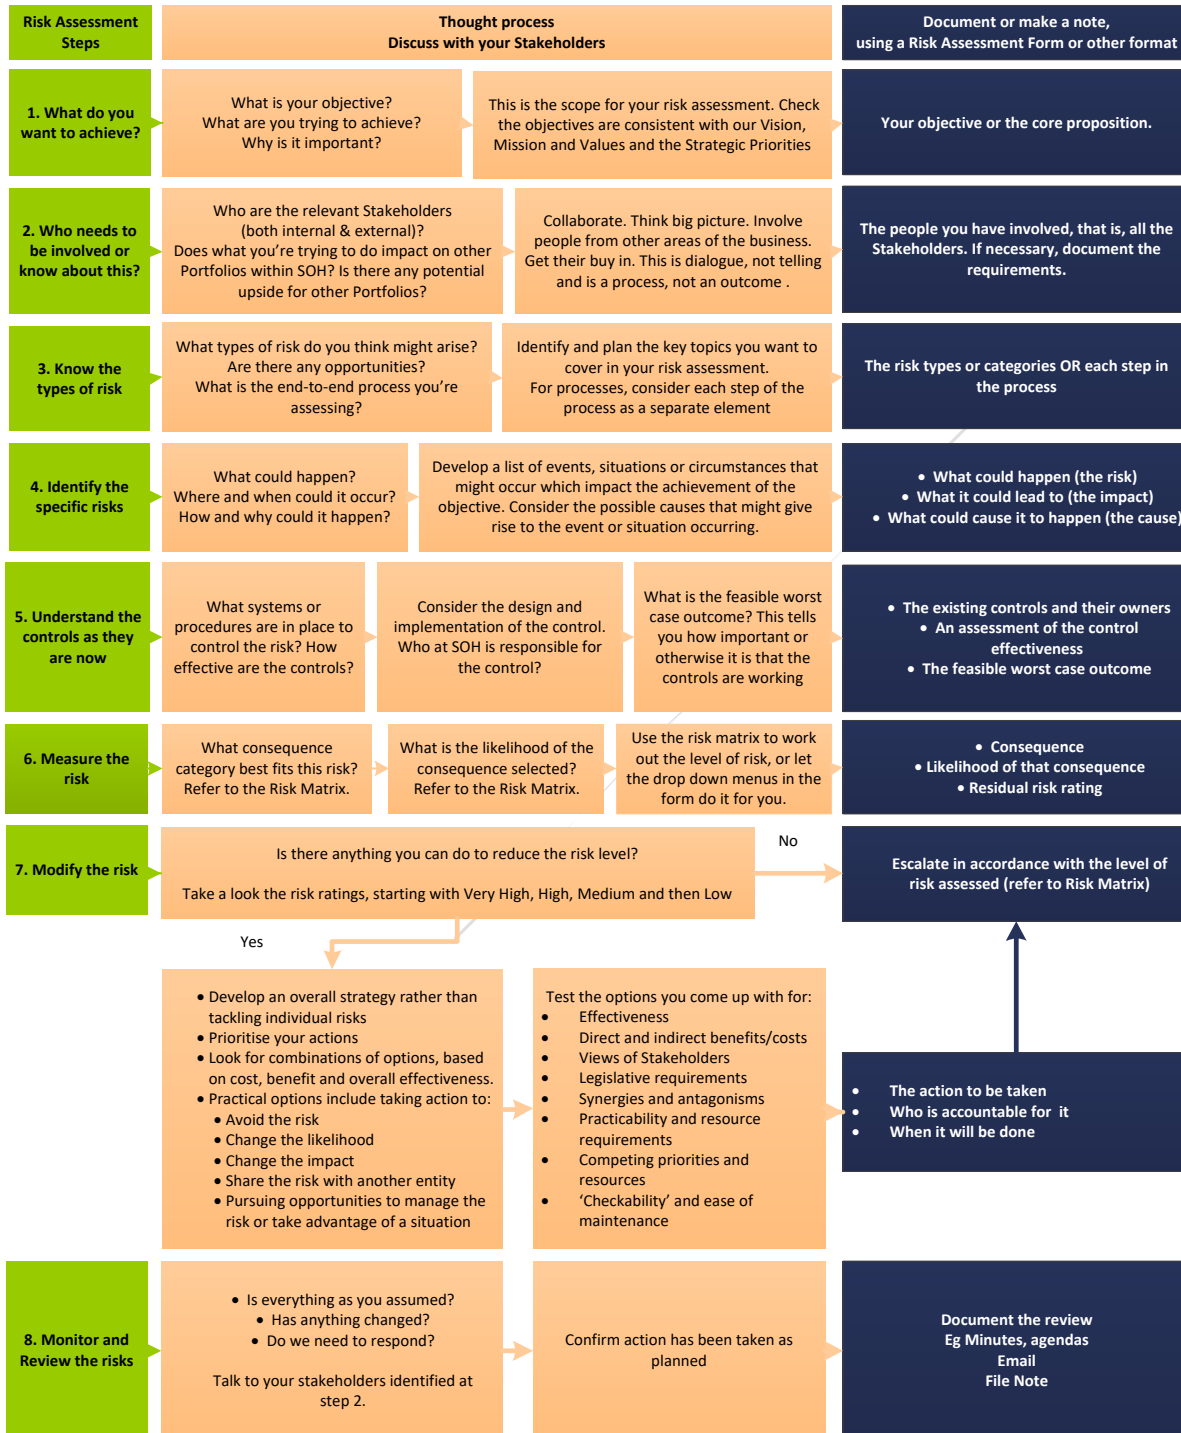 Risk Assessment
Steps
Thought process
Discuss with your Stakeholders
Document or make a note,
using a Risk Assessment Form or other format
1. What do you
want to achieve?
What is your objective?
What are you trying to achieve?
Why is it important?
This is the scope for your risk assessment. Check
the objectives are consistent with our Vision,
Mission and Values and the Strategic Priorities
Your objective or the core proposition.
2. Who needs to
be involved or
know about this?
Who are the relevant Stakeholders
(both internal & external)?
Does what you're trying to do impact on other
Portfolios within SOH? Is there any potential
upside for other Portfolios?
Collaborate. Think big picture. Involve
people from other areas of the business.
Get their buy in. This is dialogue, not telling
and is a process, not an outcome .
The people you have involved, that is, all the
Stakeholders. If necessary, document the
requirements.
3. Know the
types of risk
What types of risk do you think might arise?
Are there any opportunities?
What is the end-to-end process you're
assessing?
Identify and plan the key topics you want to
cover in your risk assessment.
For processes, consider each step of the
process as a separate element
The risk types or categories OR each step in
the process
4. Identify the
specific risks
What could happen?
Where and when could it occur?
How and why could it happen?
Develop a list of events, situations or circumstances that
might occur which impact the achievement of the
objective. Consider the possible causes that might give
rise to the event or situation occurring.
• What could happen (the risk)
• What it could lead to (the impact)
• What could cause it to happen (the cause)
5. Understand the
controls as they
are now
What systems or
procedures are in place to
control the risk? How
effective are the controls?
Consider the design and
implementation of the control.
Who at SOH is responsible for
the control?
What is the feasible worst
case outcome? This tells
you how important or
otherwise it is that the
controls are working
• The existing controls and their owners
• An assessment of the control
effectiveness
• The feasible worst case outcome
6. Measure the
risk
What consequence
category best fits this risk?
Refer to the Risk Matrix.
What is the likelihood of the
consequence selected?
Refer to the Risk Matrix.
Use the risk matrix to work
out the level of risk, or let
the drop down menus in the
form do it for you.
• Consequence
• Likelihood of that consequence
• Residual risk rating
7. Modify the risk
Is there anything you can do to reduce the risk level?
Take a look the risk ratings, starting with Very High, High, Medium and then Low
No
Escalate in accordance with the level of
risk assessed (refer to Risk Matrix)
Yes
• Develop an overall strategy rather than
tackling individual risks
• Prioritise your actions
• Look for combinations of options, based
on cost, benefit and overall effectiveness.
• Practical options include taking action to:
• Avoid the risk
• Change the likelihood
• Change the impact
• Share the risk with another entity
• Pursuing opportunities to manage the
risk or take advantage of a situation
Test the options you come up with for:
• Effectiveness
• Direct and indirect benefits/costs
• Views of Stakeholders
• Legislative requirements
• Synergies and antagonisms
• Practicability and resource
requirements
• Competing priorities and
resources
• 'Checkability' and ease of
maintenance
• The action to be taken
• Who is accountable for it
• When it will be done
8. Monitor and
Review the risks
• Is everything as you assumed?
• Has anything changed?
• Do we need to respond?
Talk to your stakeholders identified at
step 2.
Confirm action has been taken as
planned
Document the review
Eg Minutes, agendas
Email
File Note